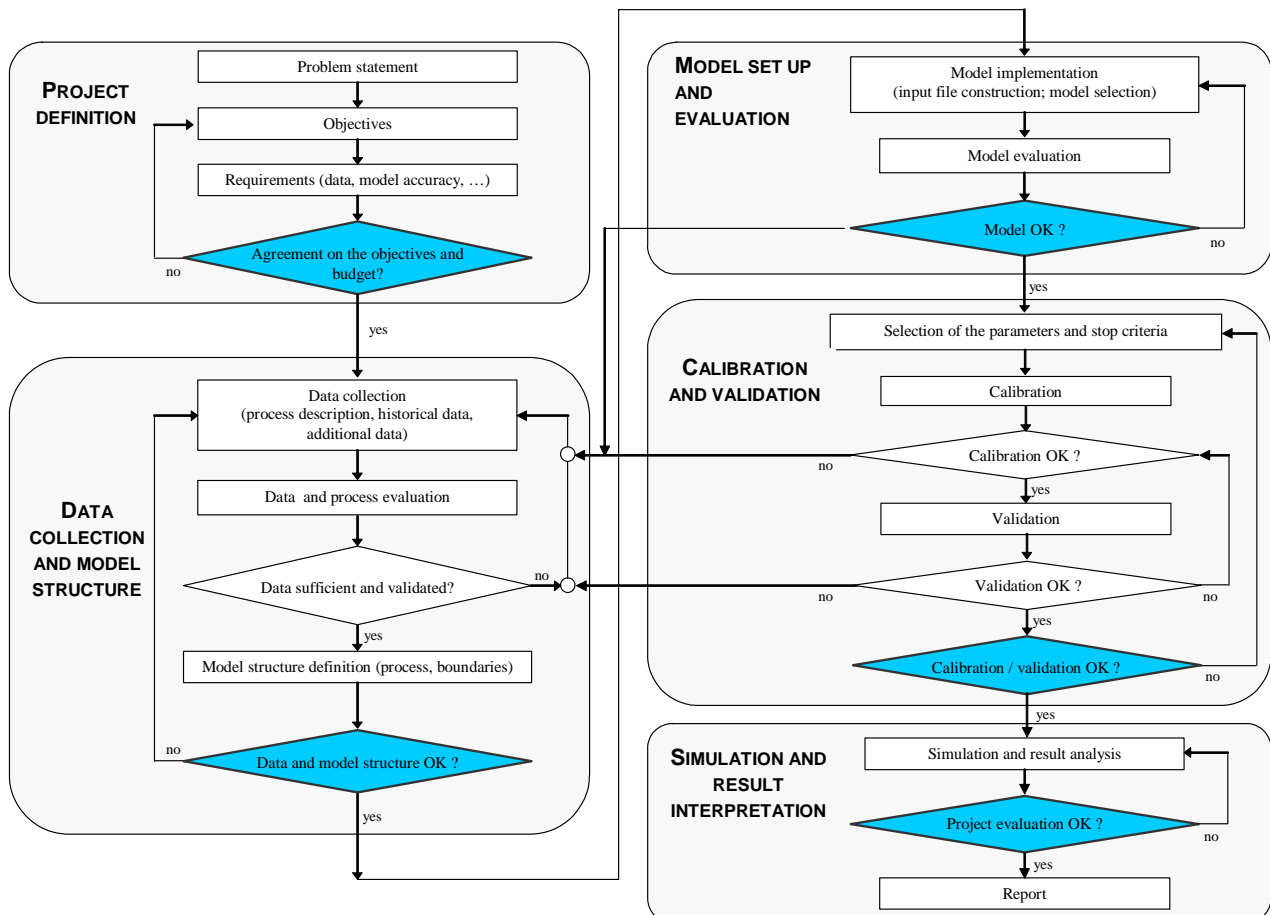 PROJECT
DEFINITION
Problem statement
Objectives
Requirements (data, model accuracy, …)
Agreement on the objectives and
budget?
no
yes
DATA
COLLECTION
AND MODEL
STRUCTURE
Data collection
(process description, historical data,
additional data)
Data and process evaluation
Data sufficient and validated?
no
yes
Model structure definition (process, boundaries)
Data and model structure OK ?
no
yes
MODEL SET UP
AND
EVALUATION
Model implementation
(input file construction; model selection)
Model evaluation
Model OK ?
no
yes
CALIBRATION
AND VALIDATION
Selection of the parameters and stop criteria
Calibration
Calibration OK ?
no
yes
Validation
Validation OK ?
no
no
yes
Calibration / validation OK ?
no
yes
SIMULATION AND
RESULT
INTERPRETATION
Simulation and result analysis
Project evaluation OK ?
no
yes
Report